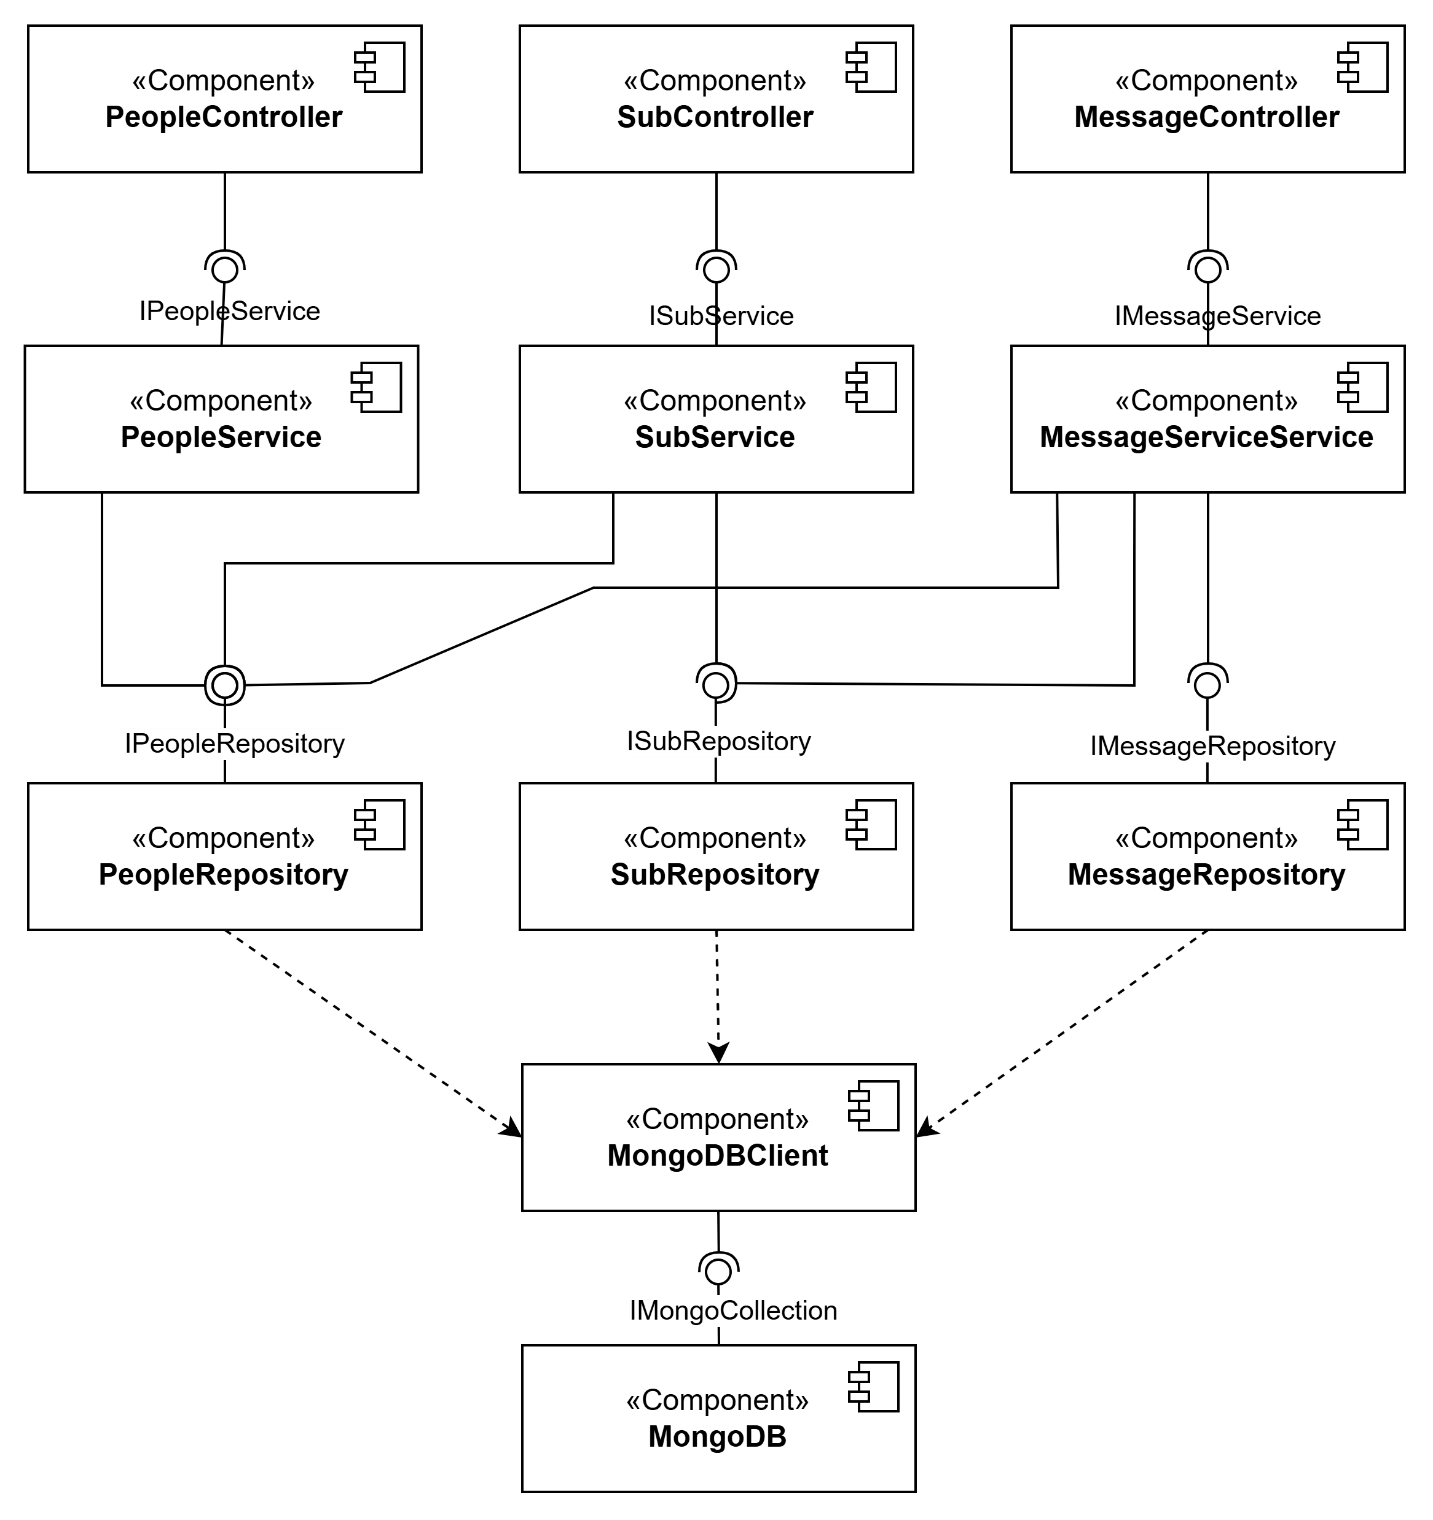 «Component»
PeopleController
«Component»
SubController
«Component»
MessageController
IPeopleService
ISubService
IMessageService
«Component»
PeopleService
«Component»
SubService
«Component»
MessageServiceService
IPeopleRepository
ISubRepository
IMessageRepository
«Component»
PeopleRepository
«Component»
SubRepository
«Component»
MessageRepository
«Component»
MongoDBClient
IMongoCollection
«Component»
MongoDB